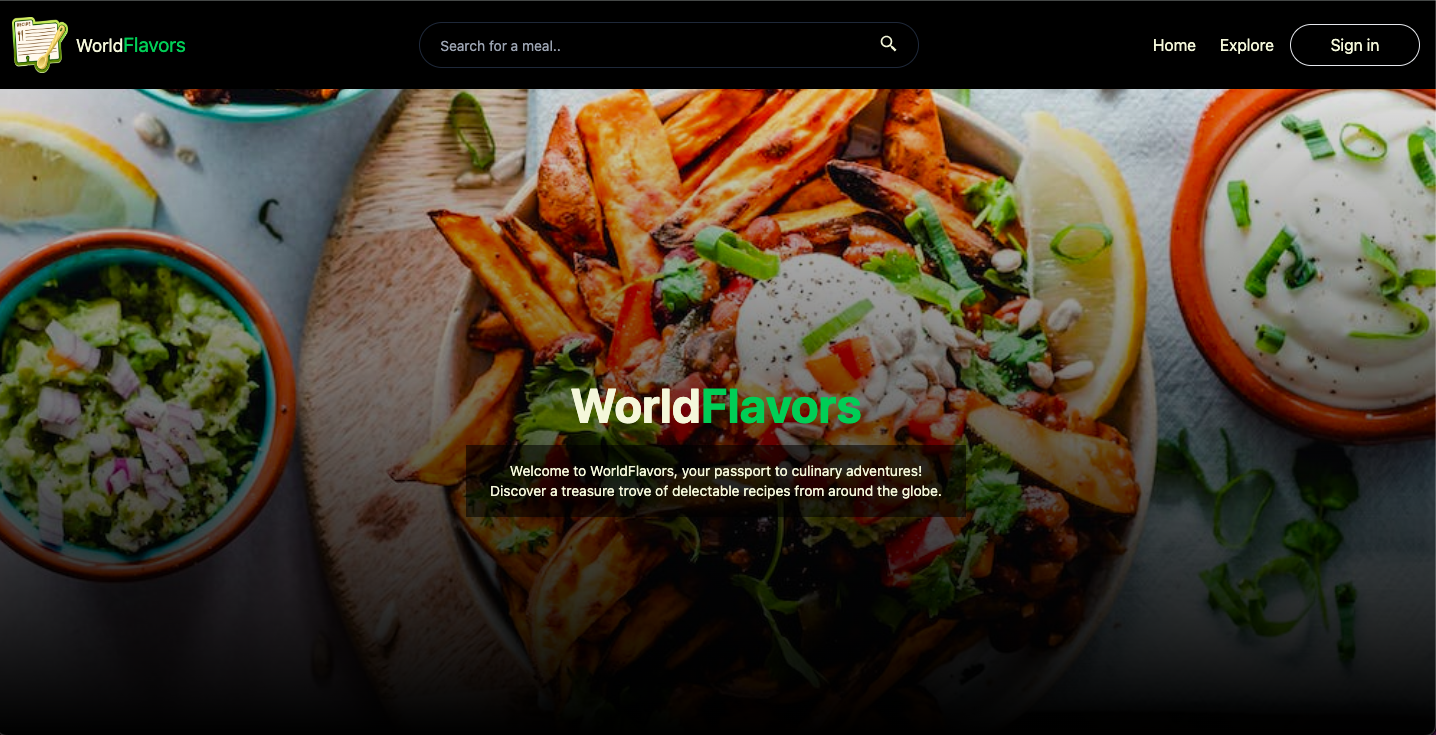 RECIPE
WorldFlavors
Search for a meal..
Home
Explore
Sign in
WorldFlavors
Welcome to WorldFlavors, your passport to culinary adventures!
Discover a treasure trove of delectable recipes from around the globe.